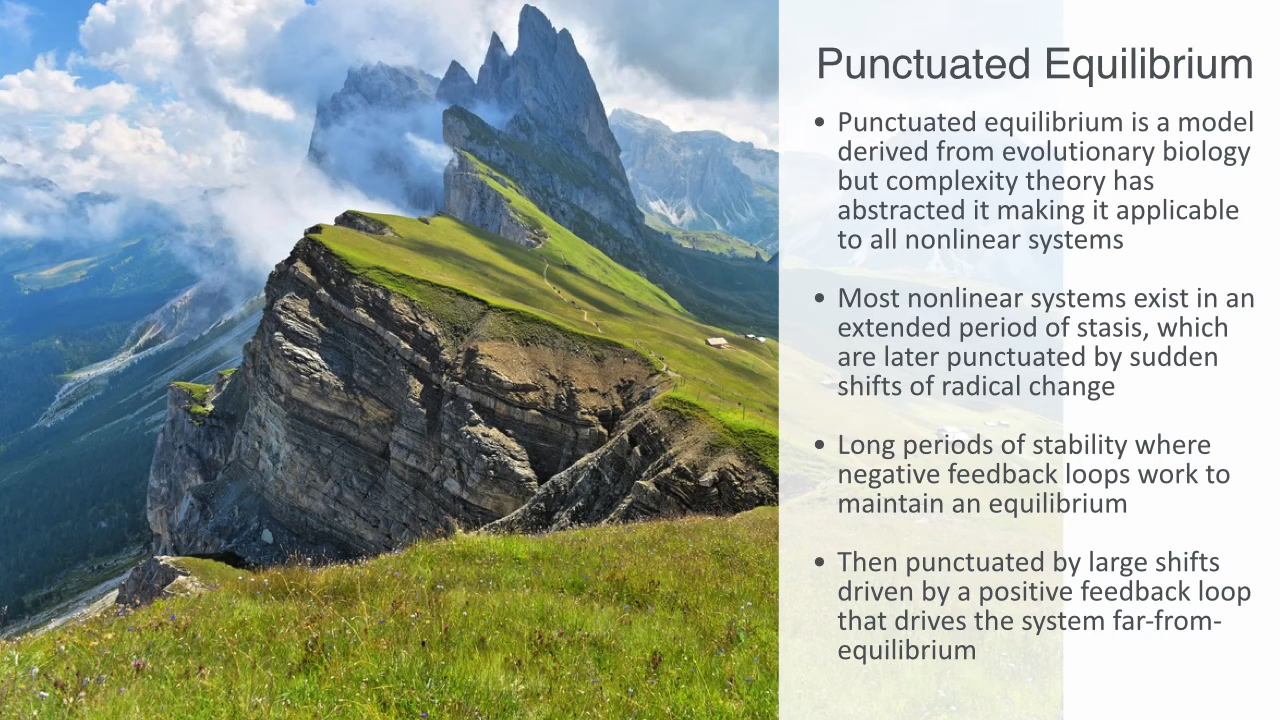 Punctuated Equilibrium
• Punctuated equilibrium is a model
derived from evolutionary biology
but complexity theory has
abstracted it making it applicable
to all nonlinear systems
• Most nonlinear systems exist in an
extended period of stasis, which
are later punctuated by sudden
shifts of radical change
• Long periods of stability where
negative feedback loops work to
maintain an equilibrium
• Then punctuated by large shifts
driven by a positive feedback loop
that drives the system far-from-
equilibrium